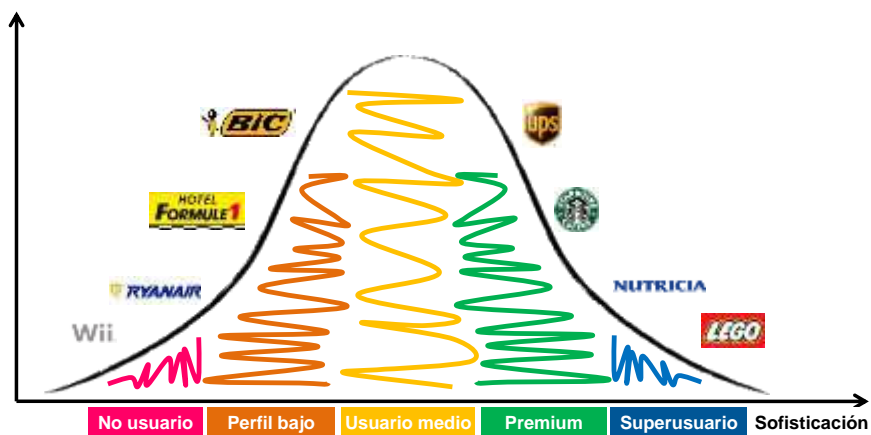 BIC
ups
HOTEL
FORMULE 1
RYANAIR
NUTRICIA
Wii
LEGO
No usuario
Perfil bajo
Usuario medio
Premium
Superusuario
Sofisticación